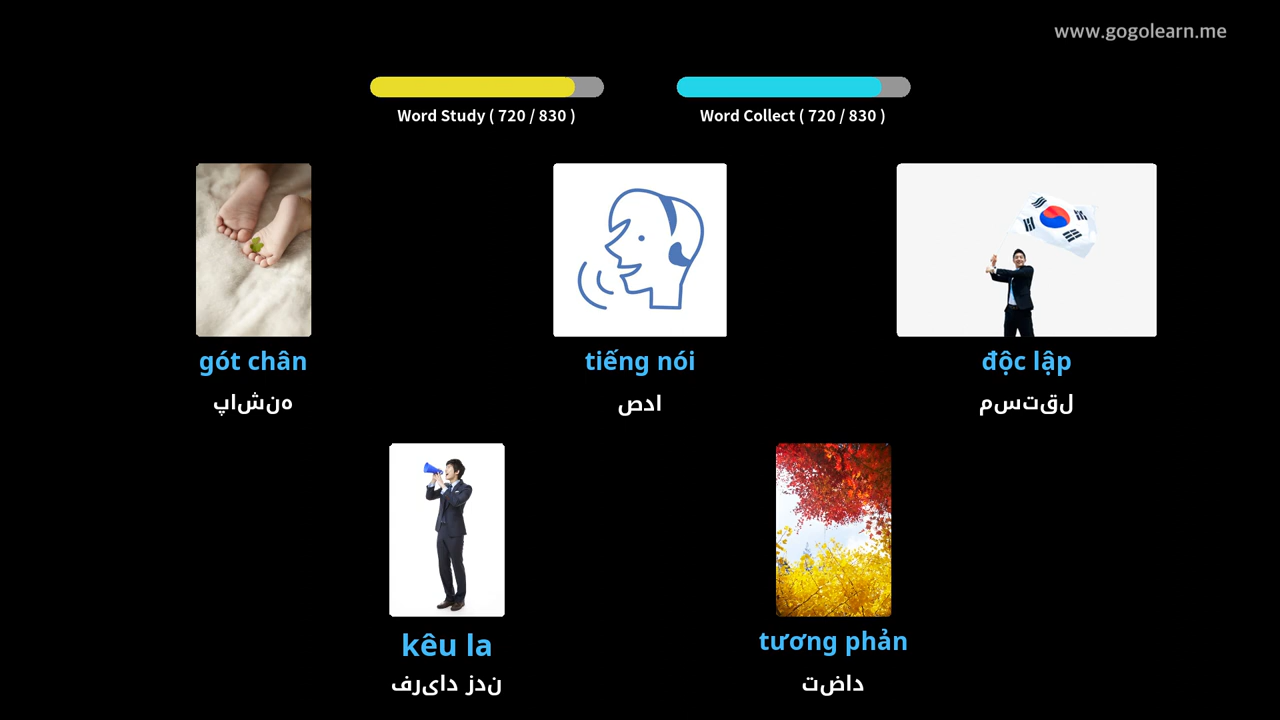 www.gogolearn.me
Word Study ( 720 / 830 )
Word Collect ( 720 / 830 )
gót chân
tiếng nói
độc lập
پاشنه
صدا
مستقل
kêu la
tương phản
فریاد زدن
تضاد